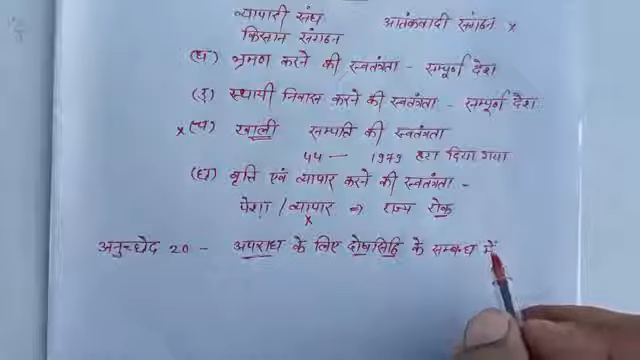 व्यापारी संघ आतंकवादी संगठन ×
किसान संगठन
(घ) भ्रमण करने की स्वतंत्रता - सम्पूर्ण देश
(ड़) स्थायी निवास करने की स्वतंत्रता - सम्पूर्ण देश
× (च) सम्पति की स्वतंत्रता
44 — 1979 हटा दिया गया
(छ) वृत्ति एवं व्यापार करने की स्वतंत्रता -
पेशा / व्यापार ⇒ राज्य रोक
×
अनुच्छेद 20 - अपराध के लिए दोषसिद्धि के सम्बन्ध में